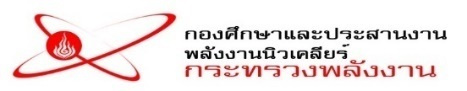 กองศึกษาและประสานงาน
พลังงานนิวเคลียร์
กระทรวงพลังงาน